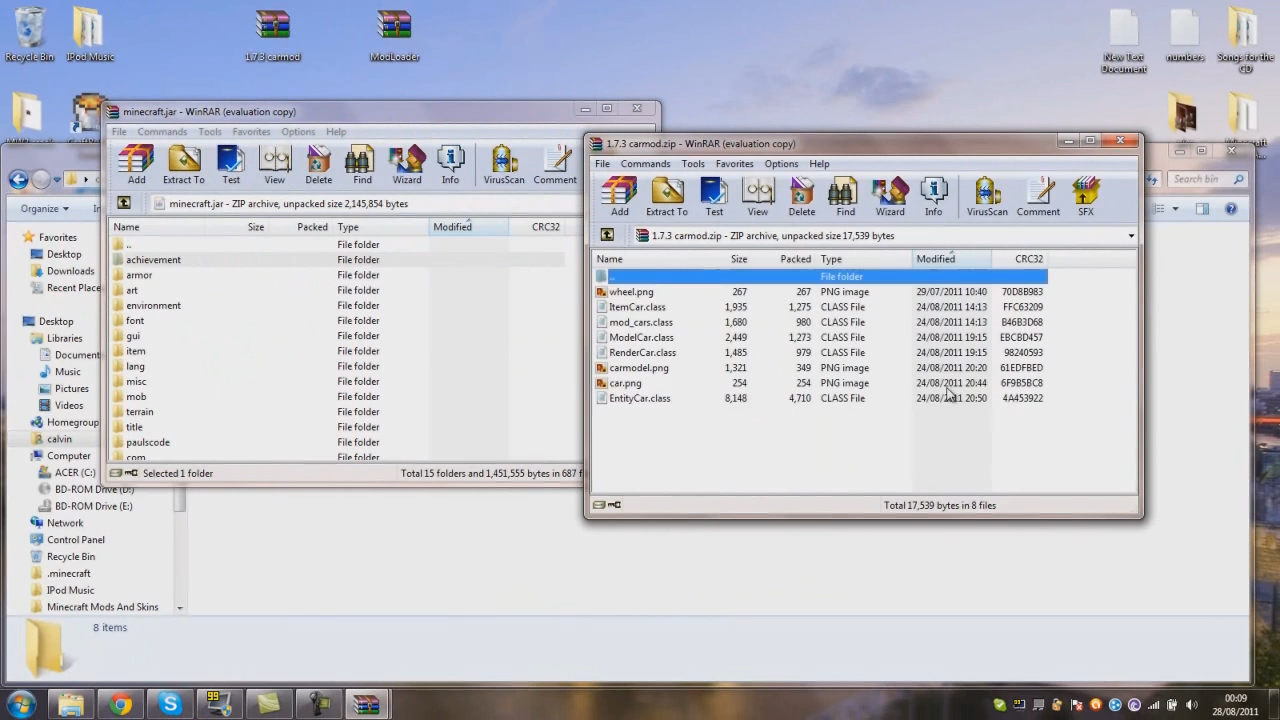 Recycle Bin
IPod Music
1.7.3 carmod
ModLoader
New Text
Document
numbers
Songs for the
CD
minecraft.jar - WinRAR (evaluation copy)
File Commands Tools Favorites Options Help
Add Extract To Test View Delete Find Wizard Info VirusScan Comment
minecraft.jar - ZIP archive, unpacked size 2,145,854 bytes
Name Size Packed Type Modified CRC32
.. File folder
achievement File folder
armor File folder
art File folder
environment File folder
font File folder
gui File folder
item File folder
lang File folder
misc File folder
mob File folder
terrain File folder
title File folder
paulscode File folder
com File folder
Selected 1 folder
Total 15 folders and 1,451,555 bytes in 687 f
1.7.3 carmod.zip - WinRAR (evaluation copy)
File Commands Tools Favorites Options Help
Add Extract To Test View Delete Find Wizard Info VirusScan Comment SFX
1.7.3 carmod.zip - ZIP archive, unpacked size 17,539 bytes
Name Size Packed Type Modified CRC32
.. File folder
wheel.png 267 267 PNG image 29/07/2011 10:40 70D8B983
ItemCar.class 1,935 1,275 CLASS File 24/08/2011 14:13 FFC63209
mod_cars.class 1,680 980 CLASS File 24/08/2011 14:13 B46B3D68
ModelCar.class 2,449 1,273 CLASS File 24/08/2011 19:15 EBCBD457
RenderCar.class 1,485 979 CLASS File 24/08/2011 19:15 98240593
carmodel.png 1,321 349 PNG image 24/08/2011 20:20 61EDFBED
car.png 254 254 PNG image 24/08/2011 20:44 6F9B5BC8
EntityCar.class 8,148 4,710 CLASS File 24/08/2011 20:50 4A453922
Total 17,539 bytes in 8 files
Search bin
Organize
Favorites
Desktop
Downloads
Recent Place
Desktop
Libraries
Document
Music
Pictures
Videos
Homegroup
calvin
Computer
ACER (C:)
BD-ROM Drive (D:)
BD-ROM Drive (E:)
Network
Control Panel
Recycle Bin
.minecraft
IPod Music
Minecraft Mods And Skins
8 items
99
00:09
28/08/2011